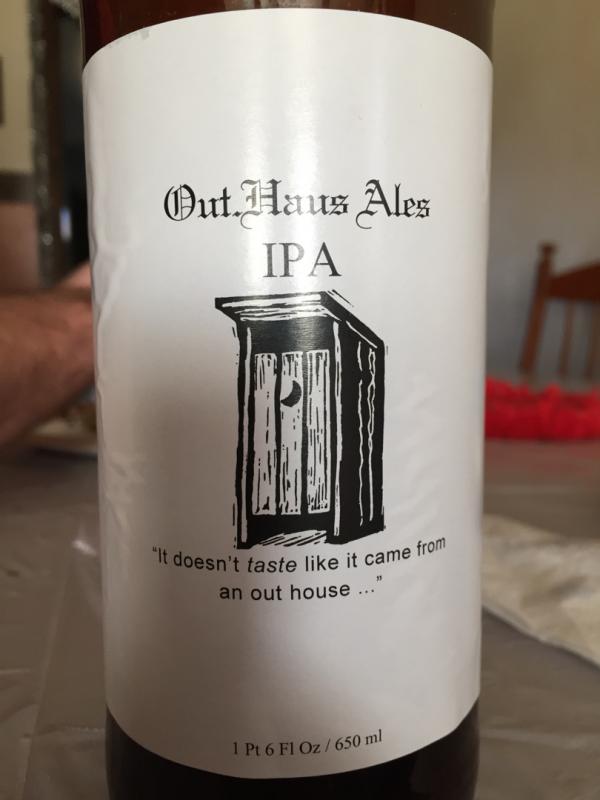 Out.Haus Ales
IPA
"It doesn't taste like it came from
an out house ..."
1 Pt 6 Fl Oz / 650 ml